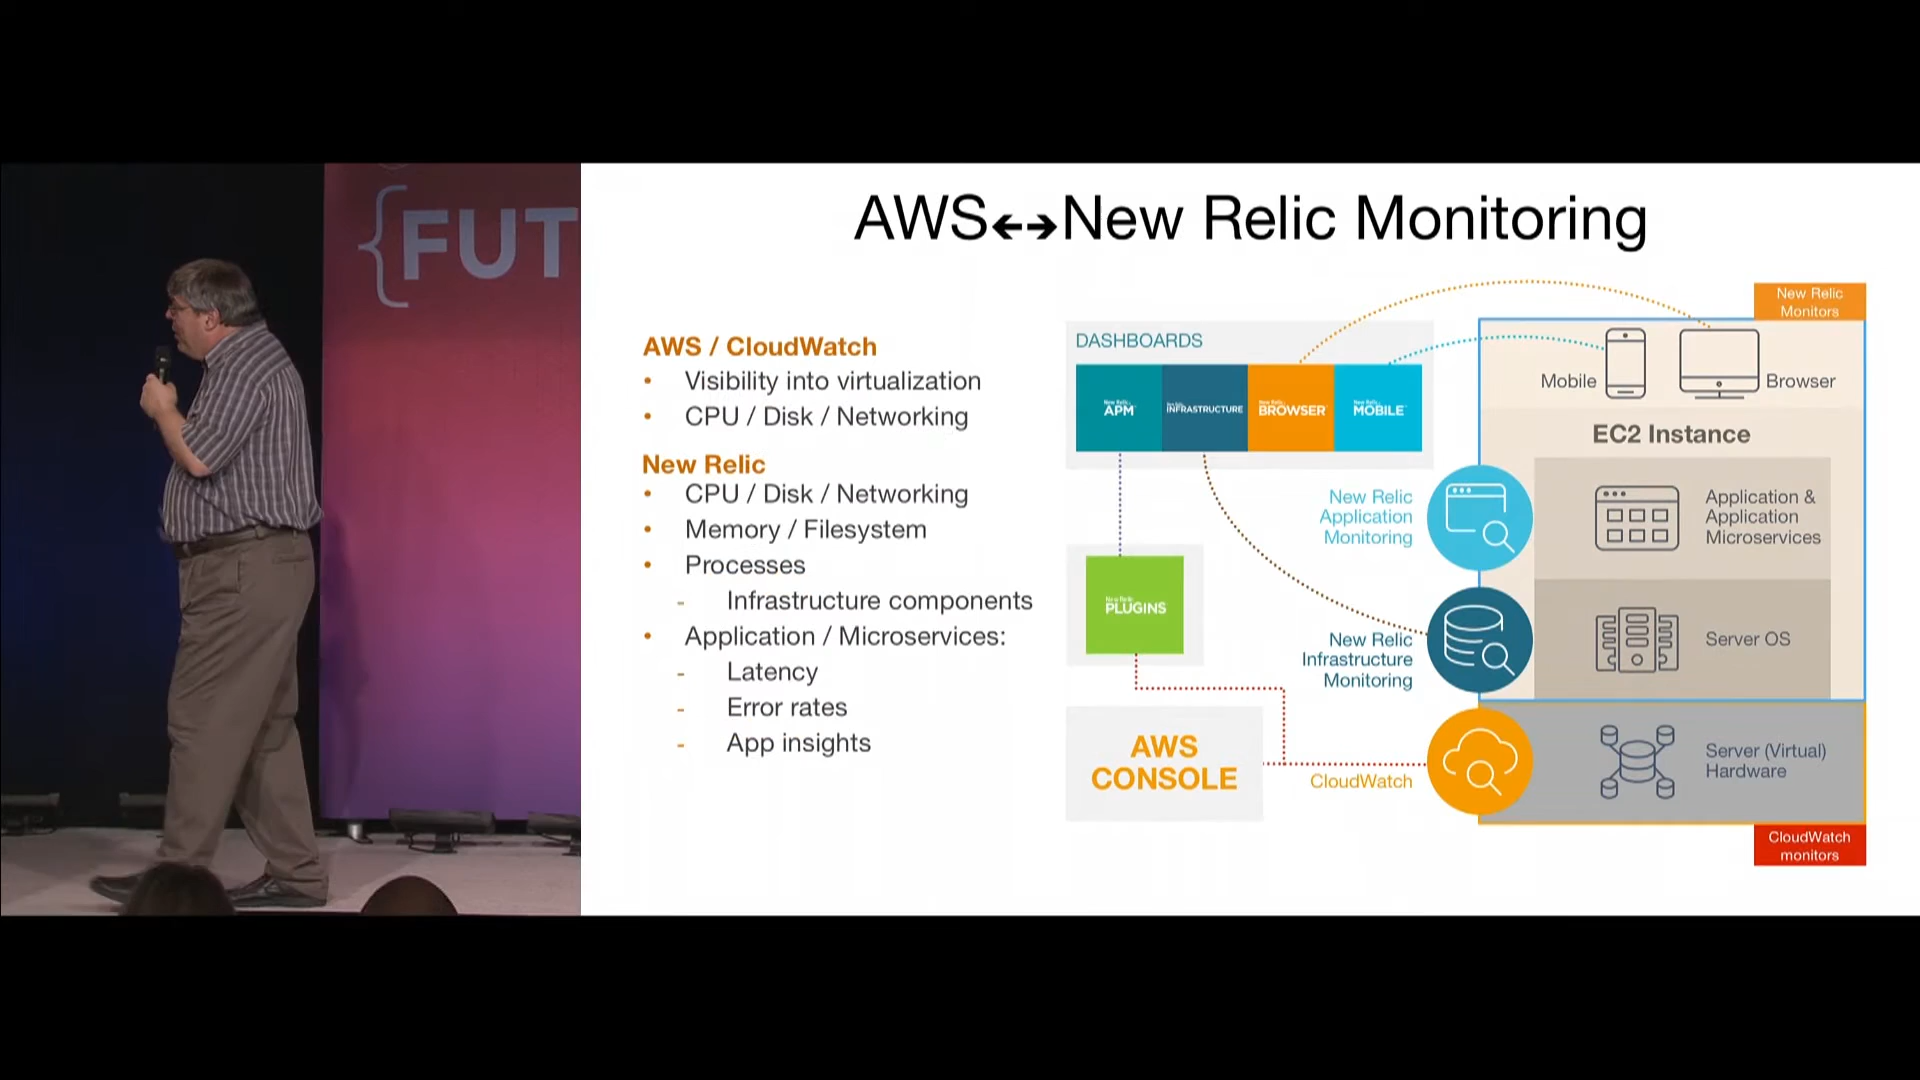 {FUT
AWS↔New Relic Monitoring
AWS / CloudWatch
• Visibility into virtualization
• CPU / Disk / Networking
New Relic
• CPU / Disk / Networking
• Memory / Filesystem
• Processes
- Infrastructure components
• Application / Microservices:
- Latency
- Error rates
- App insights
DASHBOARDS
New Relic
APM
New Relic
INFRASTRUCTURE
New Relic
BROWSER
New Relic
MOBILE
New Relic
PLUGINS
AWS
CONSOLE
New Relic
Application
Monitoring
New Relic
Infrastructure
Monitoring
CloudWatch
New Relic
Monitors
Mobile
Browser
EC2 Instance
Application &
Application
Microservices
Server OS
Server (Virtual)
Hardware
CloudWatch
monitors